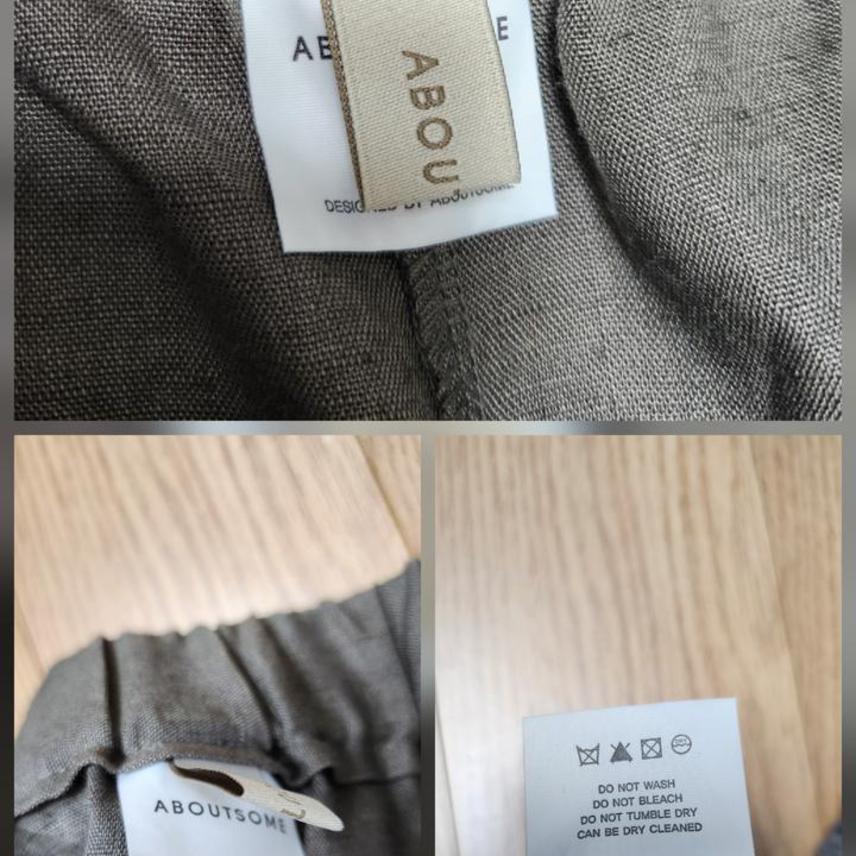 ABOU
DESIGNED BY ABOUTSOME
ABOUTSOME
DO NOT WASH
DO NOT BLEACH
DO NOT TUMBLE DRY
CAN BE DRY CLEANED